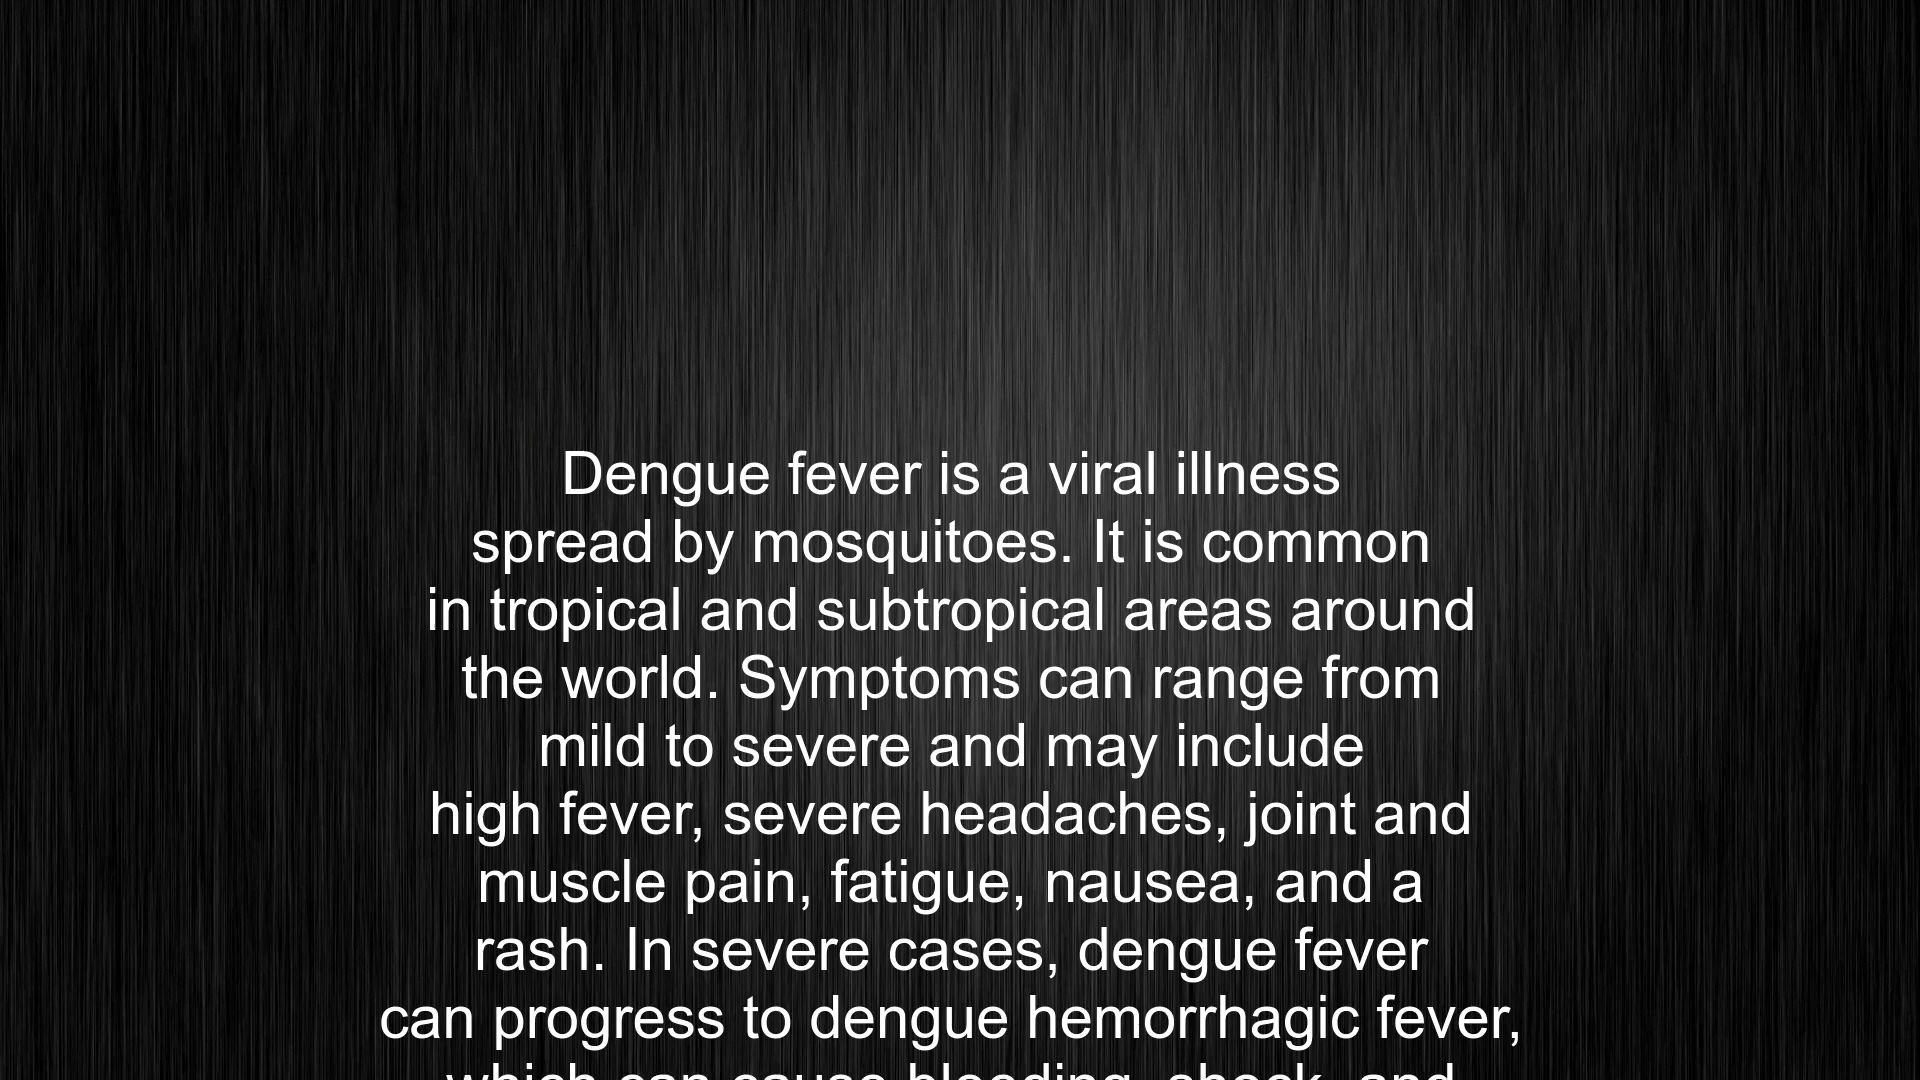 Dengue fever is a viral illness
spread by mosquitoes. It is common
in tropical and subtropical areas around
the world. Symptoms can range from
mild to severe and may include
high fever, severe headaches, joint and
muscle pain, fatigue, nausea, and a
rash. In severe cases, dengue fever
can progress to dengue hemorrhagic fever,
which can cause bleeding, shock, and